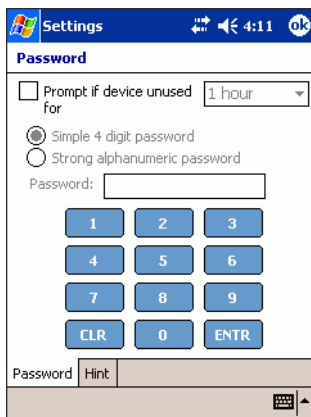 Settings 4:11 ok
Password
Prompt if device unused for 1 hour
Simple 4 digit password
Strong alphanumeric password
Password:
1 2 3
4 5 6
7 8 9
CLR 0 ENTR
Password Hint